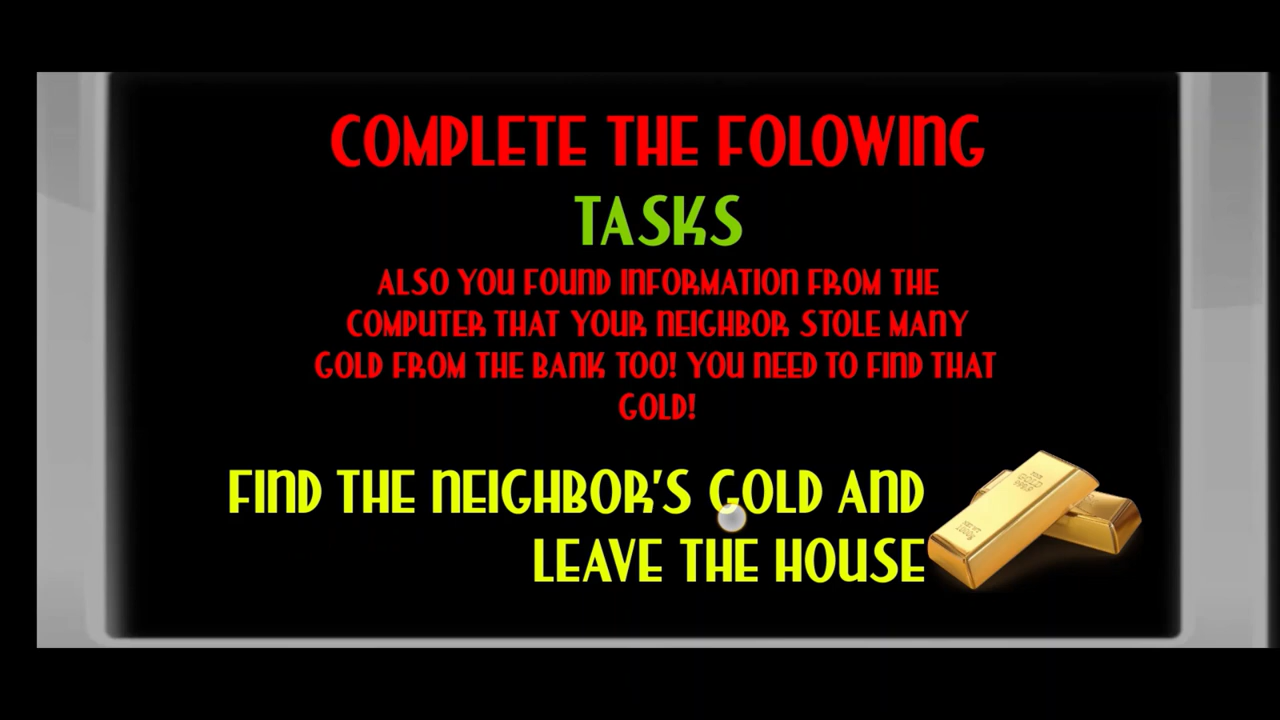 COMPLETE THE FOLOWING
TASKS
ALSO YOU FOUND INFORMATION FROM THE
COMPUTER THAT YOUR NEIGHBOR STOLE MANY
GOLD FROM THE BANK TOO! YOU NEED TO FIND THAT
GOLD!
FIND THE NEIGHBOR'S GOLD AND
LEAVE THE HOUSE